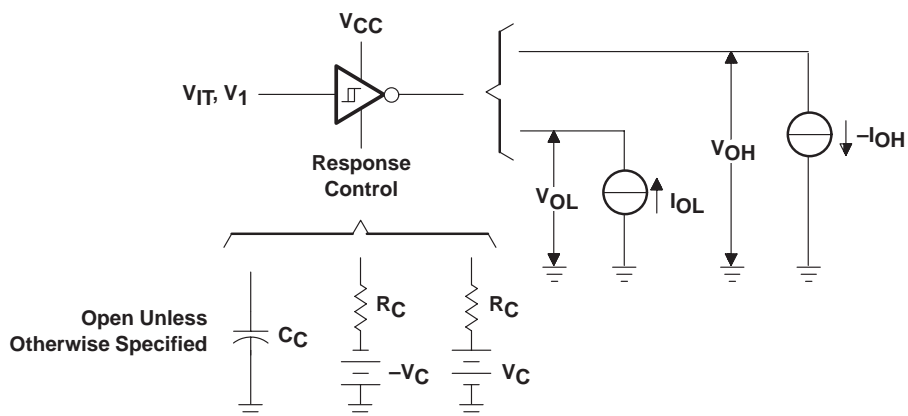 VCC
VIT, V1
Response
Control
VOL
IOL
VOH
–IOH
Open Unless
Otherwise Specified
CC
RC
–VC
RC
VC